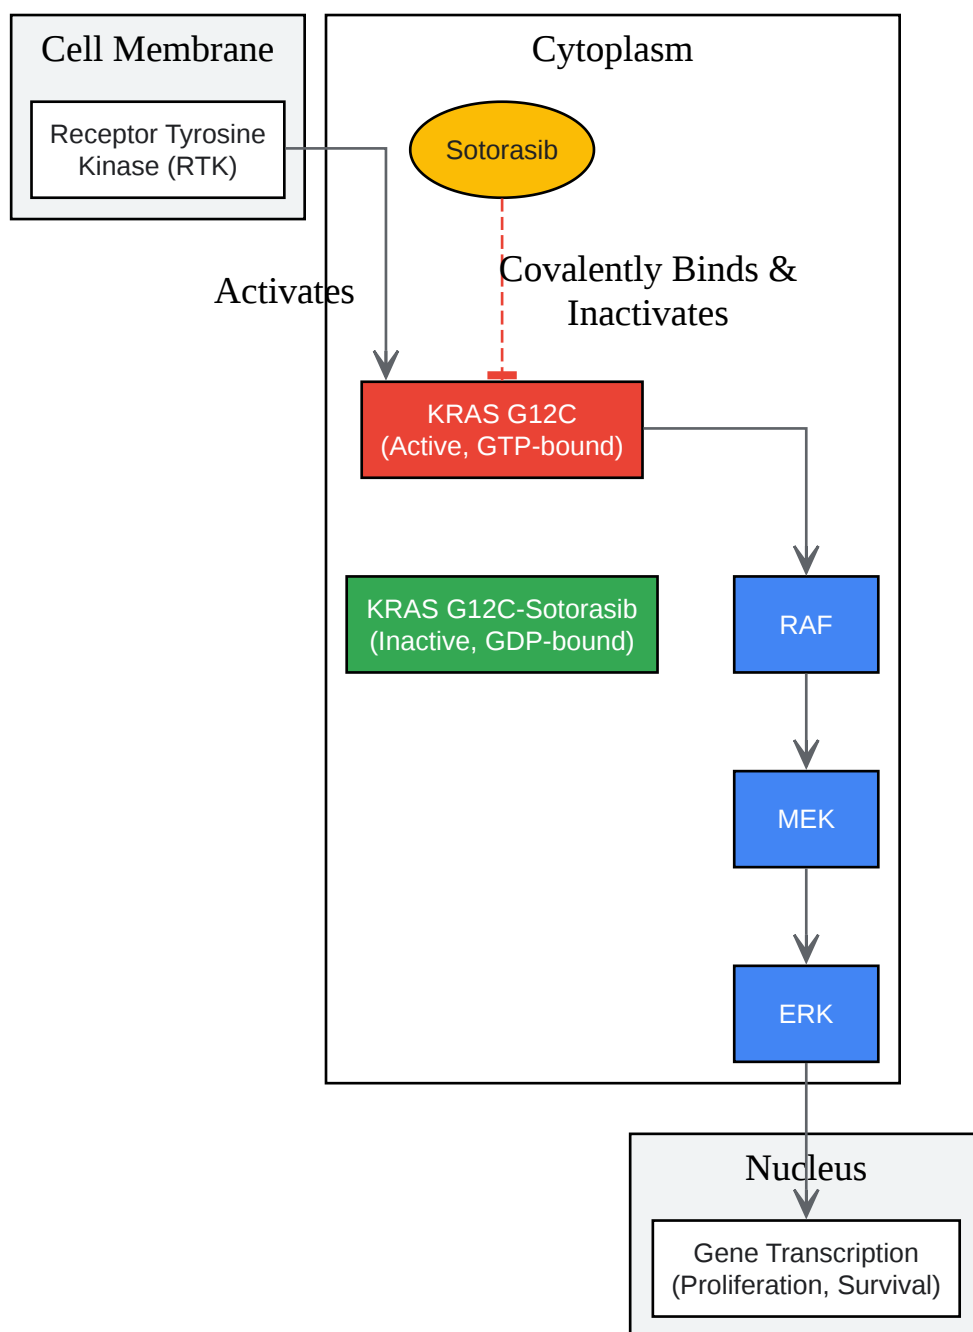 Cell Membrane
Receptor Tyrosine
Kinase (RTK)
Cytoplasm
Sotorasib
Activates
Covalently Binds &
Inactivates
KRAS G12C
(Active, GTP-bound)
KRAS G12C-Sotorasib
(Inactive, GDP-bound)
RAF
MEK
ERK
Nucleus
Gene Transcription
(Proliferation, Survival)